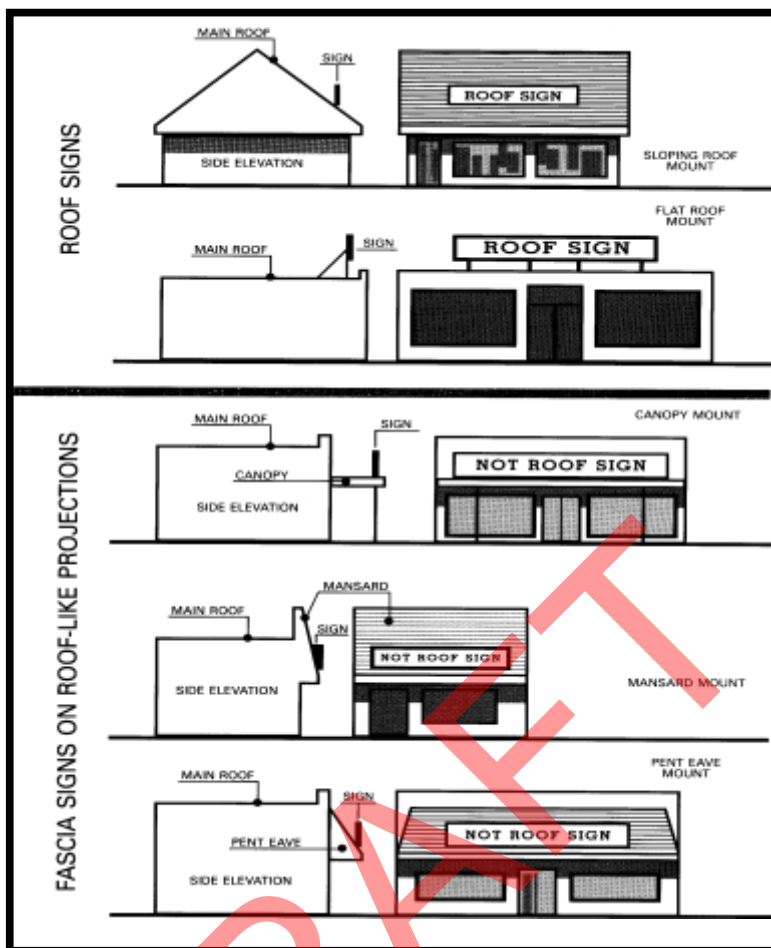 ROOF SIGNS
MAIN ROOF
SIGN
SIDE ELEVATION
ROOF SIGN
SLOPING ROOF
MOUNT
FLAT ROOF
MOUNT
MAIN ROOF
SIGN
ROOF SIGN
FASCIA SIGNS ON ROOF-LIKE PROJECTIONS
CANOPY MOUNT
MAIN ROOF
SIGN
CANOPY
SIDE ELEVATION
NOT ROOF SIGN
MANSARD
MAIN ROOF
SIGN
SIDE ELEVATION
NOT ROOF SIGN
MANSARD MOUNT
PENT EAVE
MOUNT
MAIN ROOF
SIGN
PENT EAVE
SIDE ELEVATION
NOT ROOF SIGN
RAFT